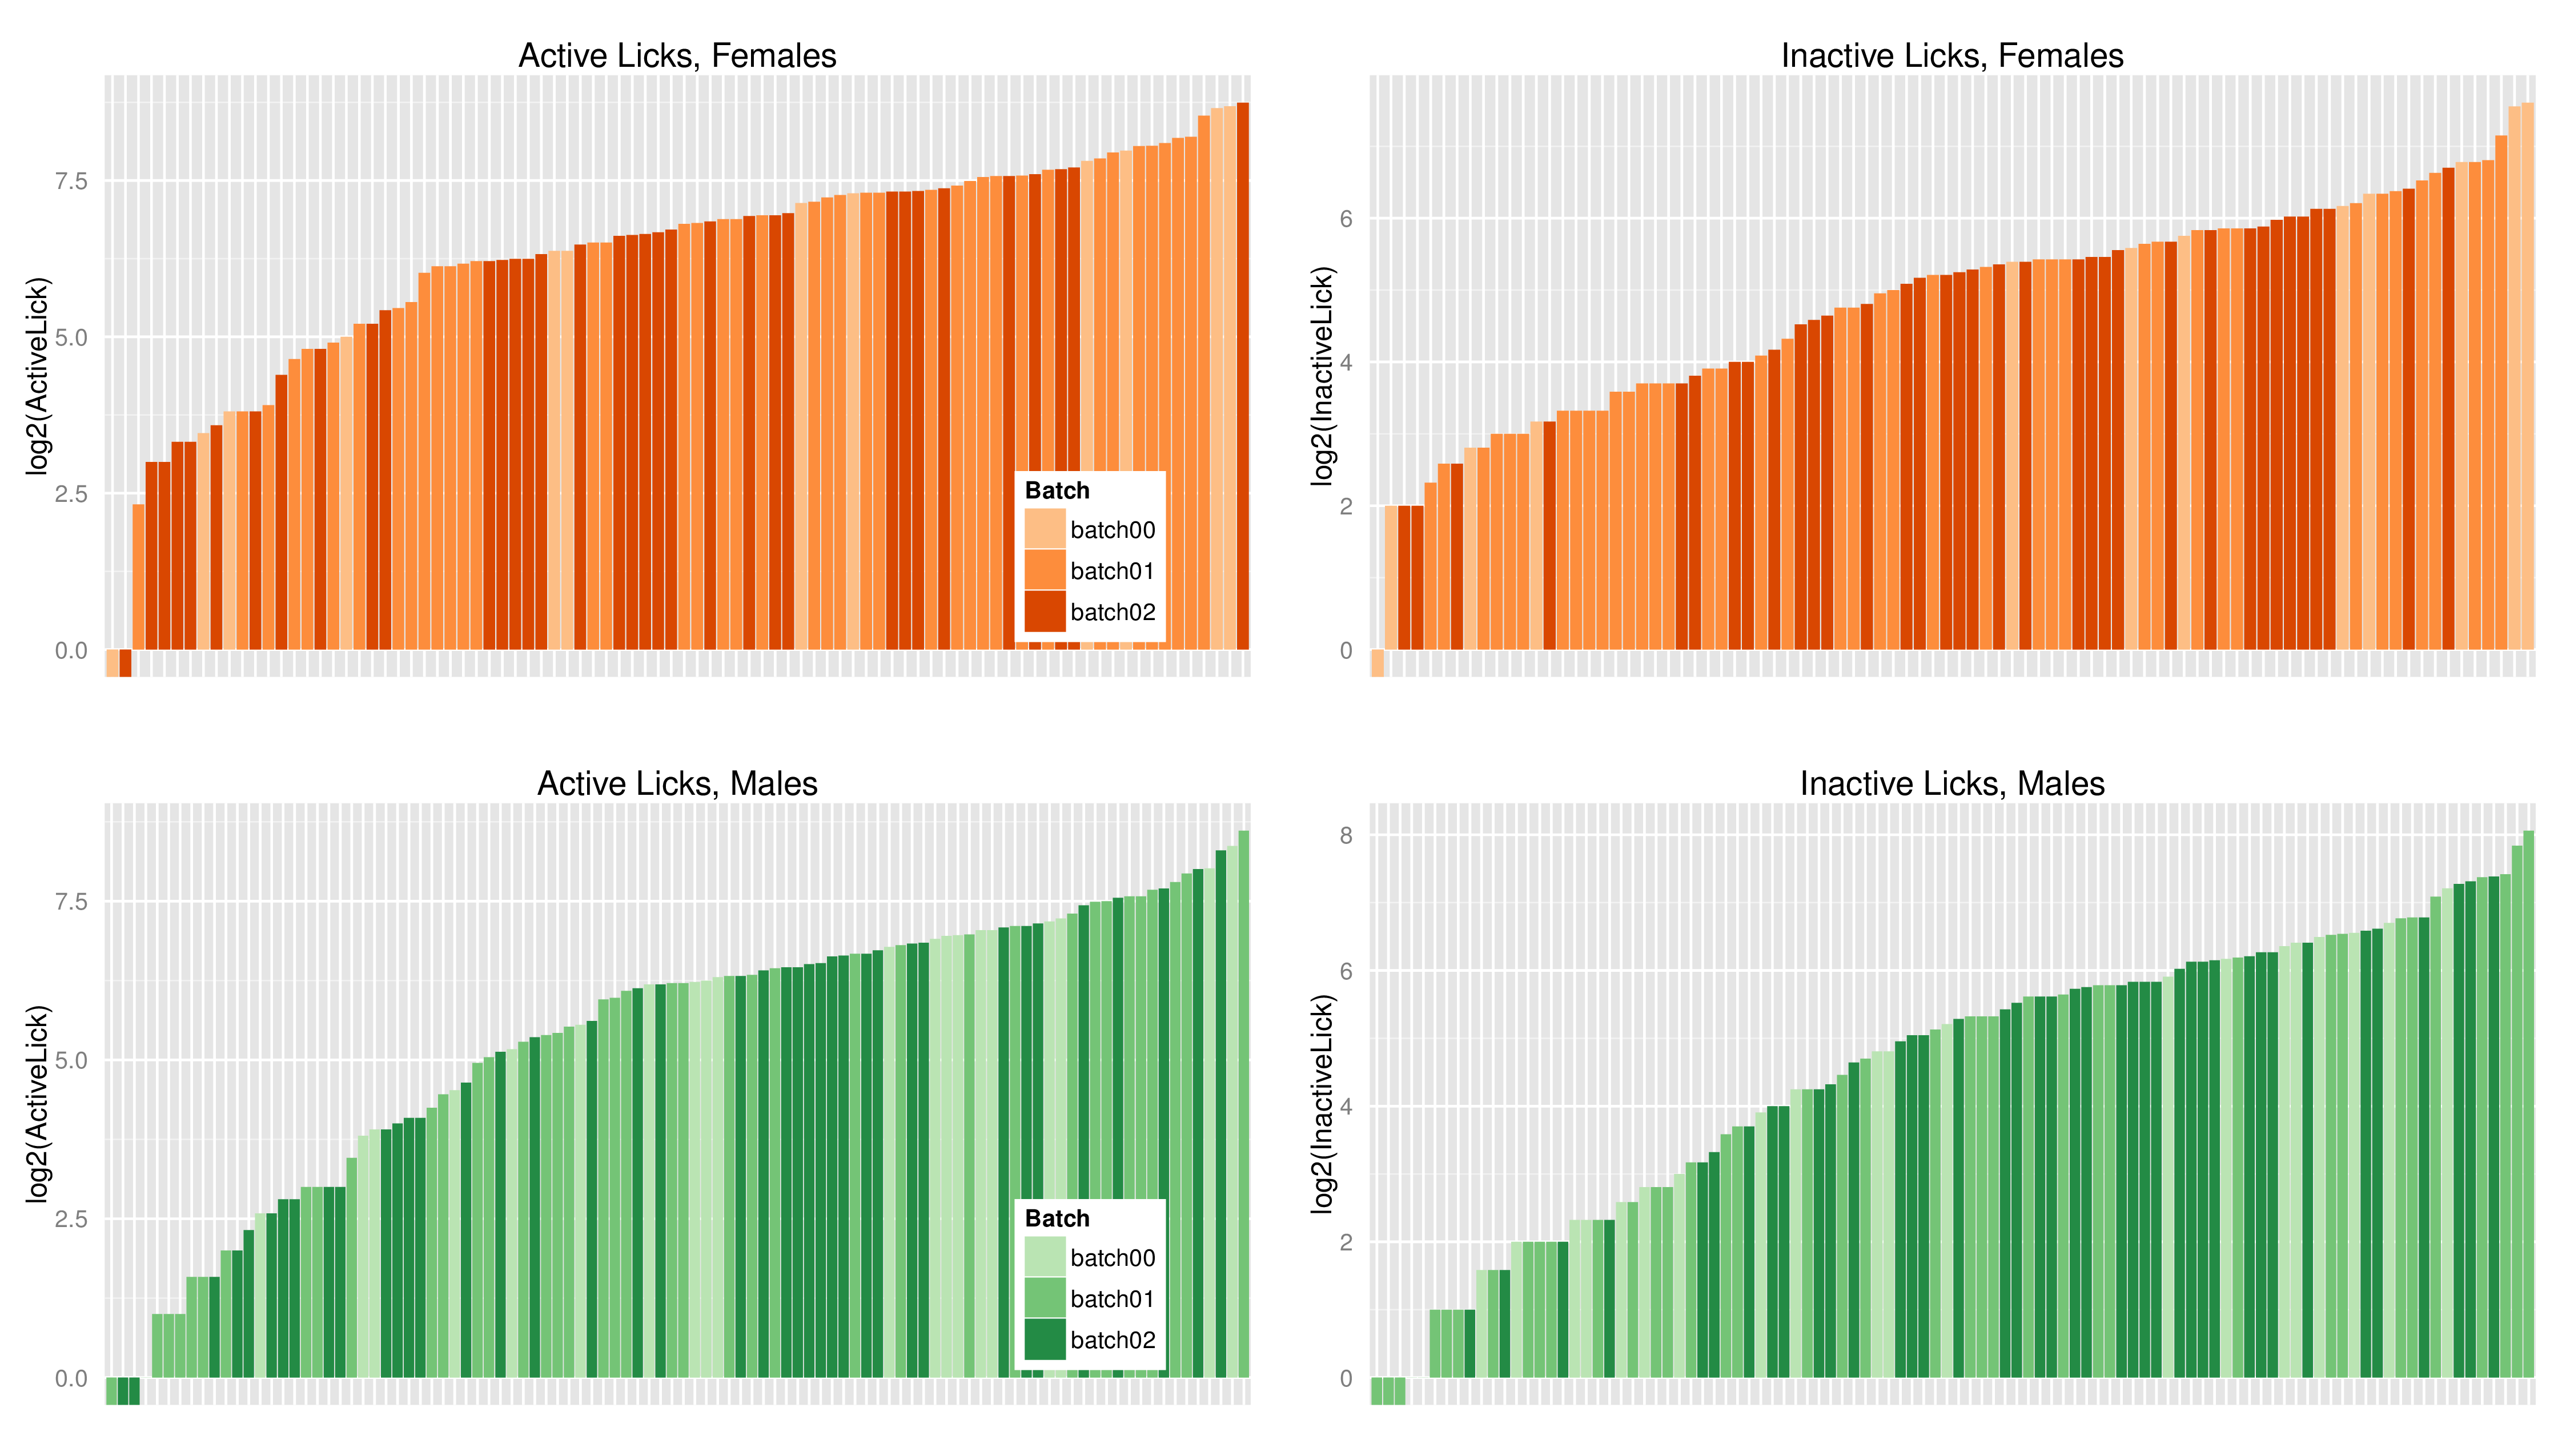 Active Licks, Females
log2(ActiveLick)
7.5
5.0
2.5
0.0
Batch
batch00
batch01
batch02
Inactive Licks, Females
log2(InactiveLick)
6
4
2
0
Active Licks, Males
log2(ActiveLick)
7.5
5.0
2.5
0.0
Batch
batch00
batch01
batch02
Inactive Licks, Males
log2(InactiveLick)
8
6
4
2
0